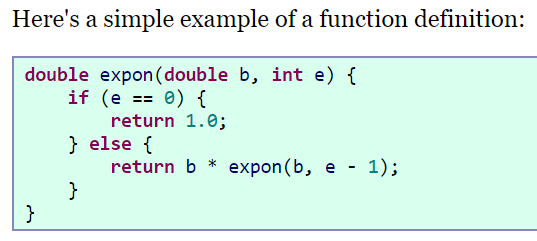 Here's a simple example of a function definition:
double expon(double b, int e) {
    if (e == 0) {
        return 1.0;
    } else {
        return b * expon(b, e - 1);
    }
}